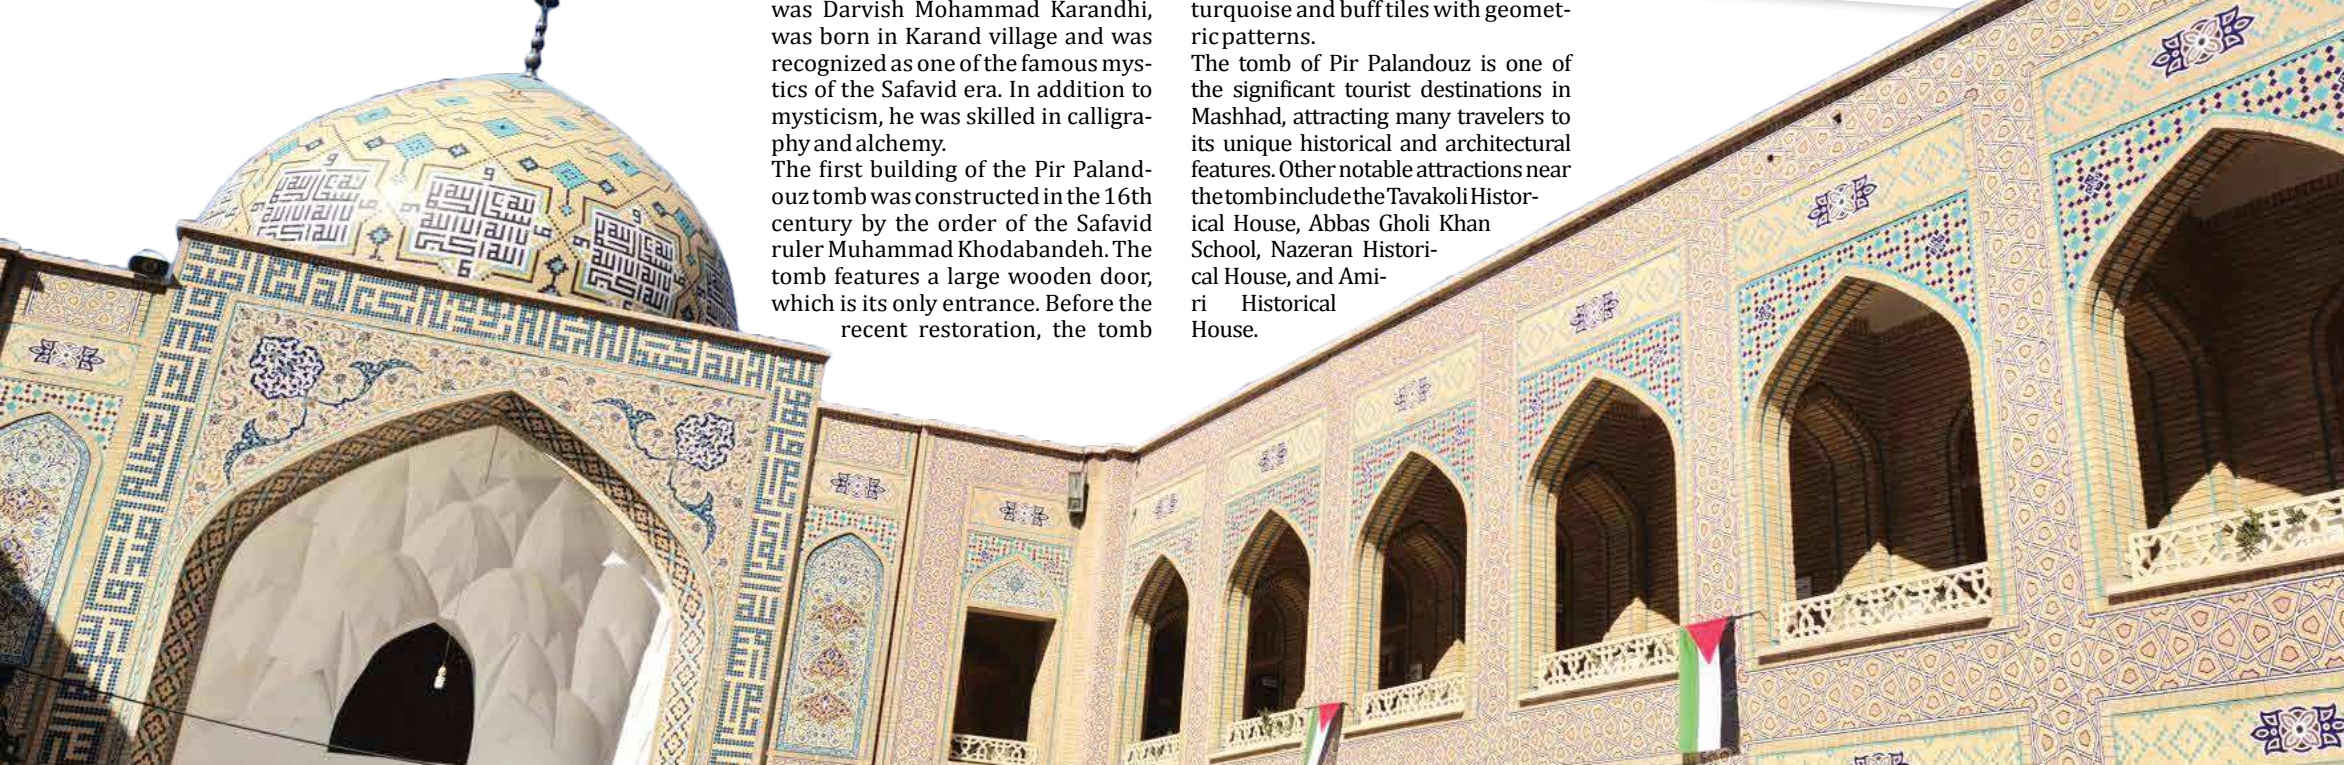 was Darvish Mohammad Karandhi,
was born in Karand village and was
recognized as one of the famous mys-
tics of the Safavid era. In addition to
mysticism, he was skilled in calligra-
phy and alchemy.
The first building of the Pir Paland-
ouz tomb was constructed in the 16th
century by the order of the Safavid
ruler Muhammad Khodabandeh. The
tomb features a large wooden door,
which is its only entrance. Before the
recent restoration, the tomb
turquoise and buff tiles with geomet-
ric patterns.
The tomb of Pir Palandouz is one of
the significant tourist destinations in
Mashhad, attracting many travelers to
its unique historical and architectural
features. Other notable attractions near
the tomb include the Tavakoli Histor-
ical House, Abbas Gholi Khan
School, Nazeran Histori-
cal House, and Ami-
ri Historical
House.